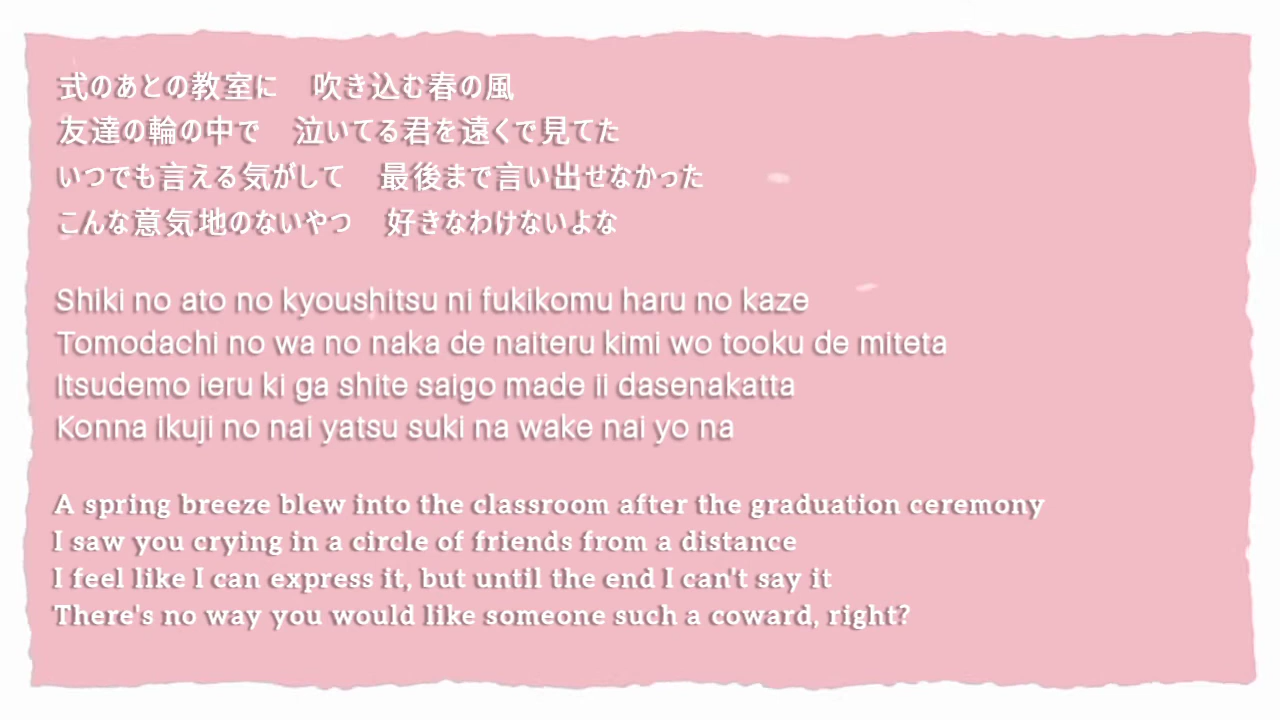 式のあとの教室に　吹き込む春の風
友達の輪の中で　泣いてる君を遠くで見てた
いつでも言える気がして　最後まで言い出せなかった
こんな意気地のないやつ　好きなわけないよな
Shiki no ato no kyoushitsu ni fukikomu haru no kaze
Tomodachi no wa no naka de naiteru kimi wo tooku de miteta
Itsudemo ieru ki ga shite saigo made ii dasenakatta
Konna ikuji no nai yatsu suki na wake nai yo na
A spring breeze blew into the classroom after the graduation ceremony
I saw you crying in a circle of friends from a distance
I feel like I can express it, but until the end I can't say it
There's no way you would like someone such a coward, right?